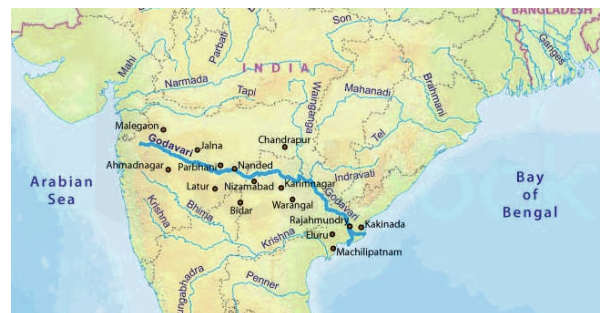 BANGLADESH
Son
Parbati
Mahi
Ganges
INDIA
Narmada
Tapi
Wainganga
Mahanadi
Brahmani
Malegaon
Godavari
Jalna
Chandrapur
Tel
Ahmadnagar
Parbhani
Nanded
Indravati
Arabian
Sea
Latur
Nizamabad
Karimnagar
Godavari
Bay
of
Bengal
Krishna
Bhima
Bidar
Warangal
Rajahmundry
Kakinada
Krishna
Eluru
Machilipatnam
ungabhadra
Penner